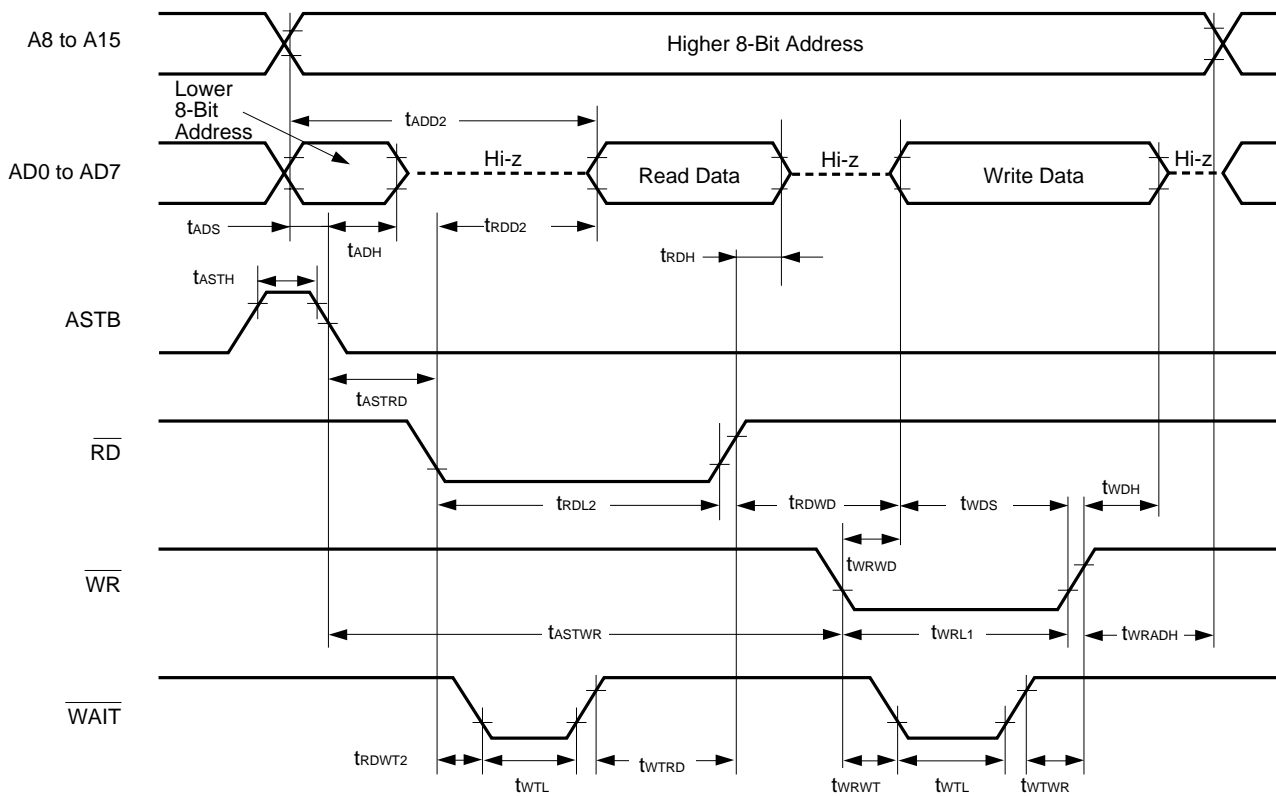 A8 to A15
Higher 8-Bit Address
Lower
8-Bit
Address
tADD2
AD0 to AD7
Hi-z
Read Data
Hi-z
Write Data
Hi-z
tADS
tADH
tRDD2
tRDH
tASTH
ASTB
tASTRD
RD
tRDL2
tRDWD
tWDS
tWDH
WR
tWRWD
tASTWR
tWRL1
tWRADH
WAIT
tRDWT2
tWTL
tWTRD
tWRWT
tWTL
tWTWR